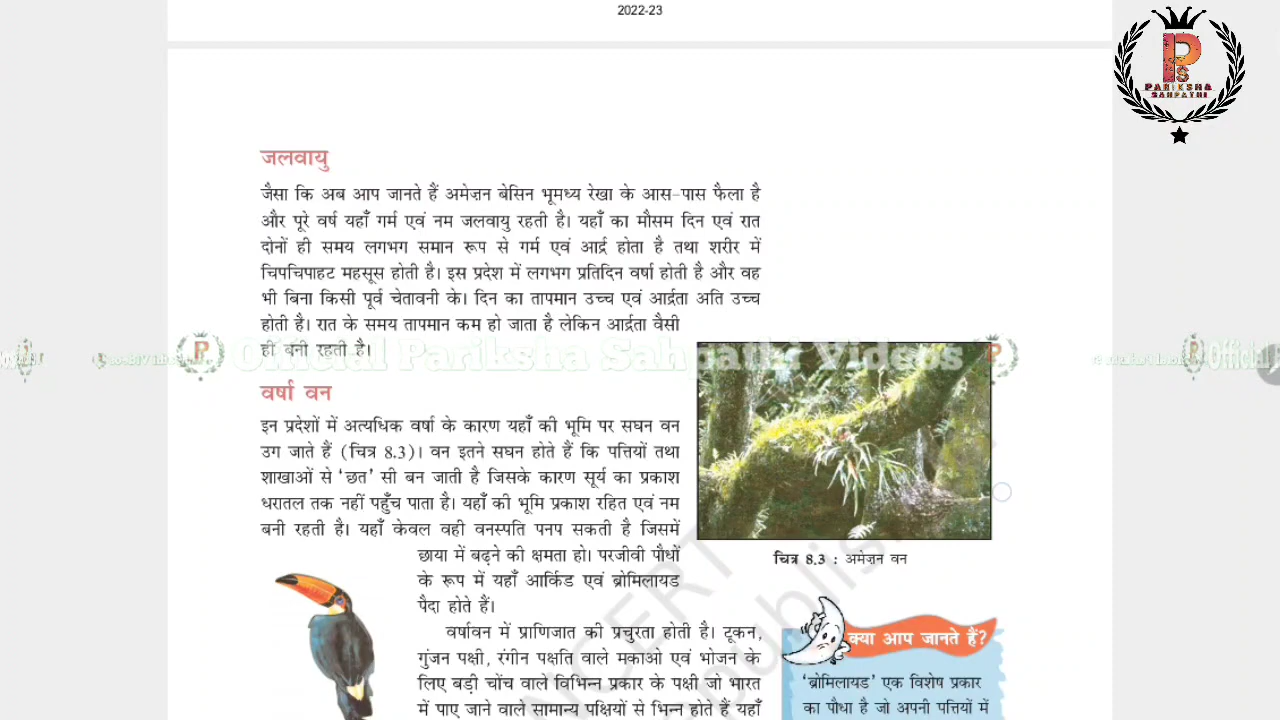 2022-23
PARIKSHA
SAHPATHI
जलवायु
जैसा कि अब आप जानते हैं अमेज़न बेसिन भूमध्य रेखा के आस-पास फैला है
और पूरे वर्ष यहाँ गर्म एवं नम जलवायु रहती है। यहाँ का मौसम दिन एवं रात
दोनों ही समय लगभग समान रूप से गर्म एवं आर्द्र होता है तथा शरीर में
चिपचिपाहट महसूस होती है। इस प्रदेश में लगभग प्रतिदिन वर्षा होती है और वह
भी बिना किसी पूर्व चेतावनी के। दिन का तापमान उच्च एवं आर्द्रता अति उच्च
होती है। रात के समय तापमान कम हो जाता है लेकिन आर्द्रता वैसी
ही बनी रहती है।
Official Pariksha Sahpathi Videos
वर्षा वन
इन प्रदेशों में अत्यधिक वर्षा के कारण यहाँ की भूमि पर सघन वन
उग जाते हैं (चित्र 8.3)। वन इतने सघन होते हैं कि पत्तियों तथा
शाखाओं से ‘छत’ सी बन जाती है जिसके कारण सूर्य का प्रकाश
धरातल तक नहीं पहुँच पाता है। यहाँ की भूमि प्रकाश रहित एवं नम
बनी रहती है। यहाँ केवल वही वनस्पति पनप सकती है जिसमें
छाया में बढ़ने की क्षमता हो। परजीवी पौधों
के रूप में यहाँ आर्किड एवं ब्रोमिलायड
पैदा होते हैं।
वर्षावन में प्राणिजात की प्रचुरता होती है। टूकन,
गुंजन पक्षी, रंगीन पक्षति वाले मकाओ एवं भोजन के
लिए बड़ी चोंच वाले विभिन्न प्रकार के पक्षी जो भारत
में पाए जाने वाले सामान्य पक्षियों से भिन्न होते हैं यहाँ
चित्र 8.3 : अमेज़न वन
क्या आप जानते हैं?
‘ब्रोमिलायड’ एक विशेष प्रकार
का पौधा है जो अपनी पत्तियों में
NCERT
publis